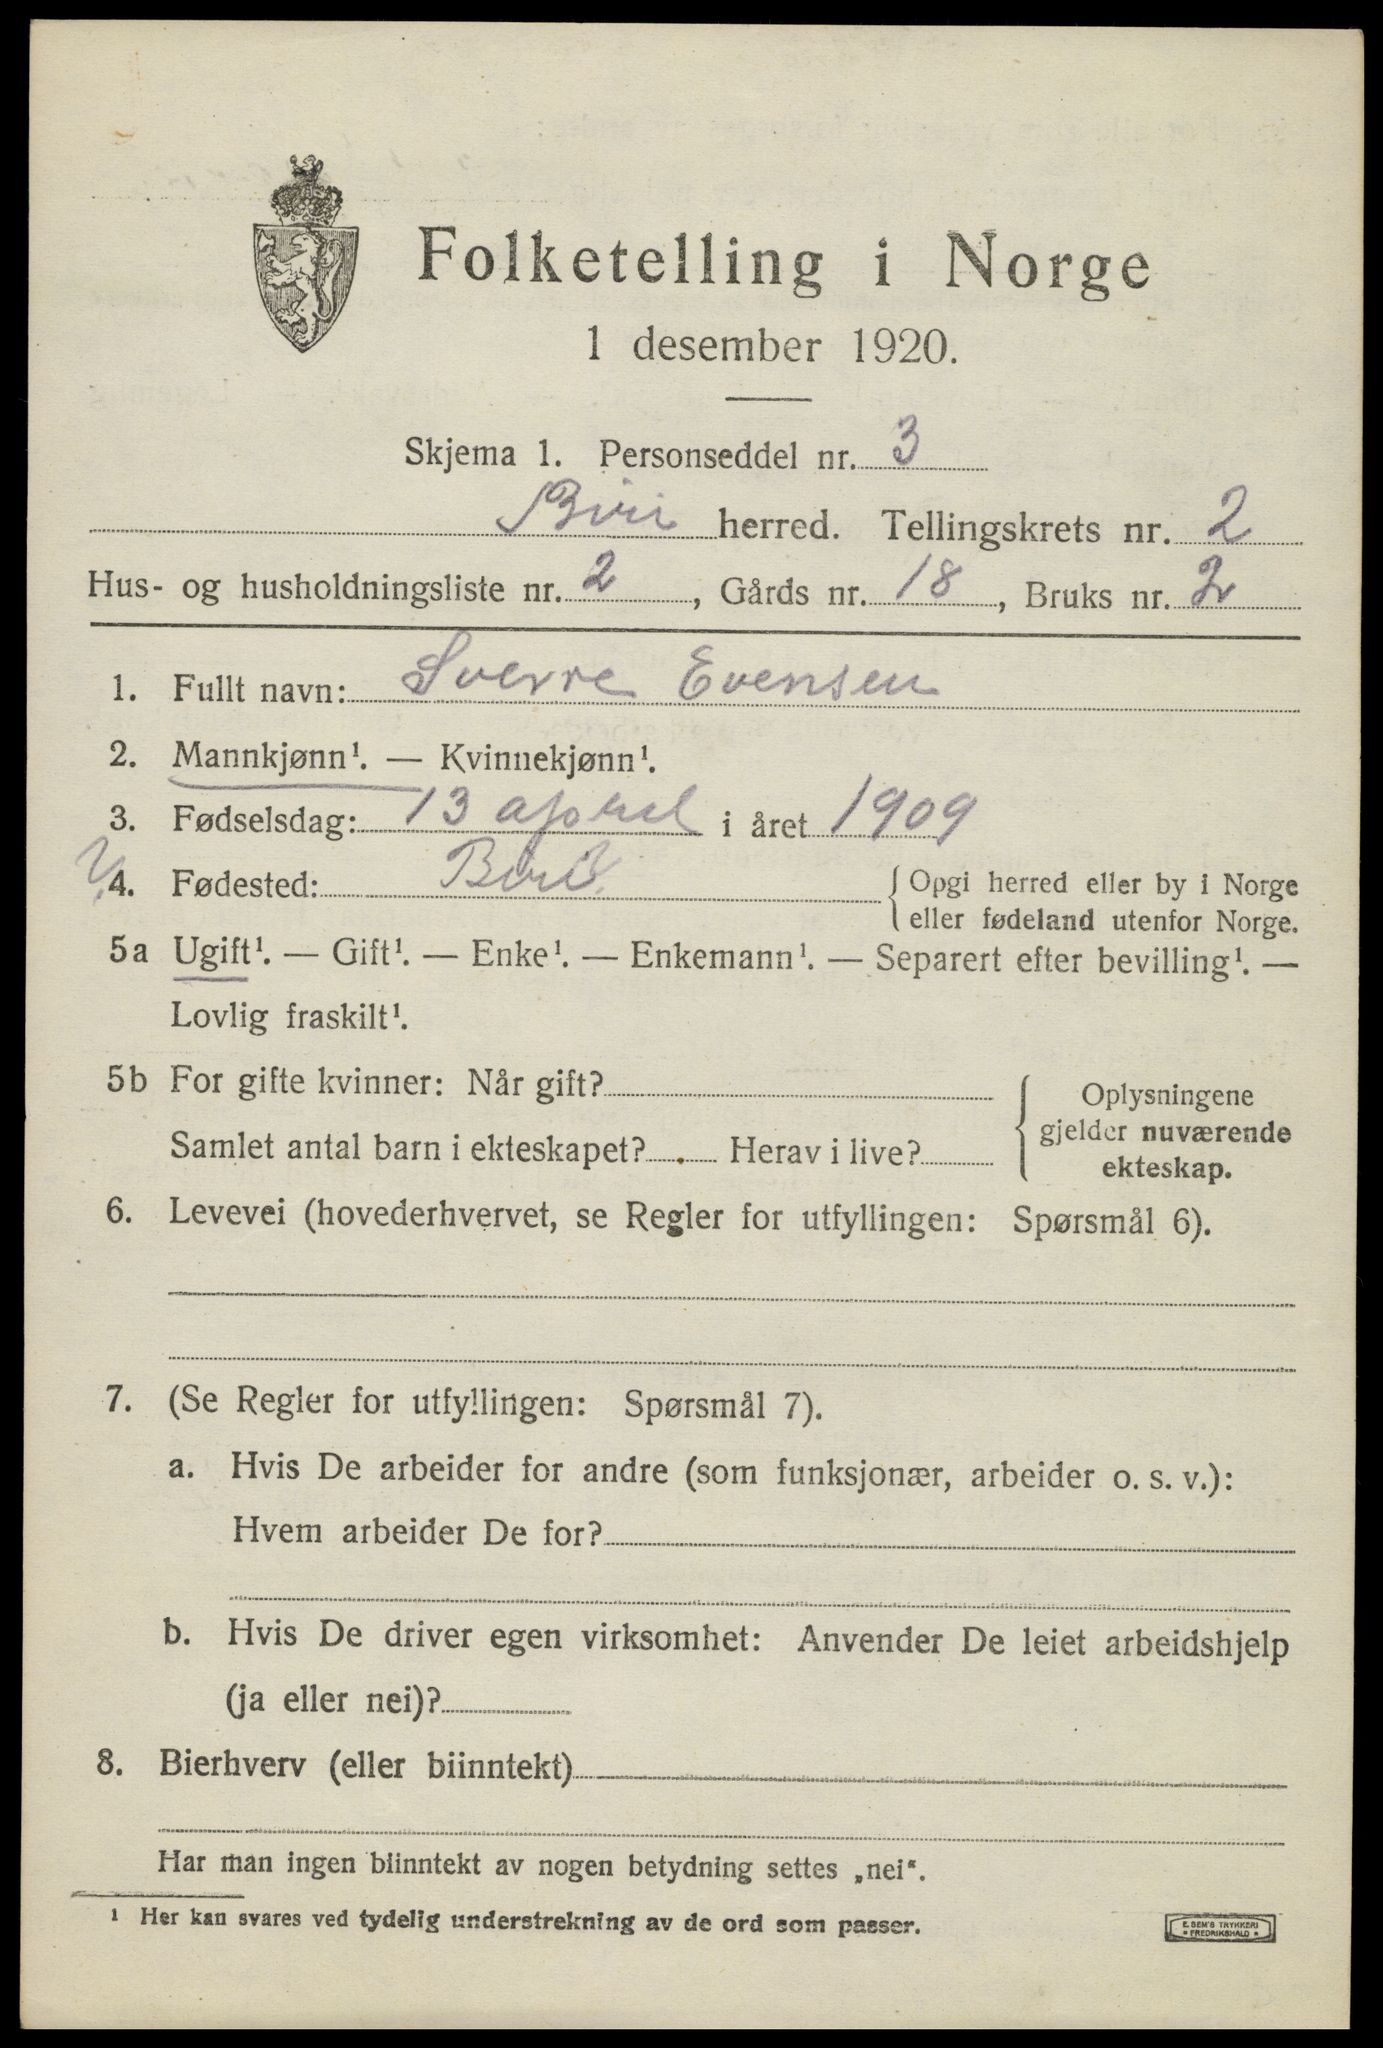 Folketelling i Norge
1 desember 1920.
Skjema 1. Personseddel nr. 3
Biri herred. Tellingskrets nr. 2
Hus- og husholdningsliste nr. 2, Gårds nr. 18, Bruks nr. 2
1. Fullt navn: Sverre Evensen
2. Mannkjønn¹. — Kvinnekjønn¹.
3. Fødselsdag: 13 april i året 1909
4. Fødested: Biri {Opgi herred eller by i Norge
eller fødeland utenfor Norge.
5a Ugift¹. — Gift¹. — Enke¹. — Enkemann¹. — Separert efter bevilling¹. —
Lovlig fraskilt¹.
5b For gifte kvinner: Når gift?
Samlet antal barn i ekteskapet? Herav i live?
{Oplysningene
gjelder nuværende
ekteskap.
6. Levevei (hovederhvervet, se Regler for utfyllingen: Spørsmål 6).
7. (Se Regler for utfyllingen: Spørsmål 7).
a. Hvis De arbeider for andre (som funksjonær, arbeider o. s. v.):
Hvem arbeider De for?
b. Hvis De driver egen virksomhet: Anvender De leiet arbeidshjelp
(ja eller nei)?
8. Bierhverv (eller biinntekt)
Har man ingen biinntekt av nogen betydning settes „nei“.
¹ Her kan svares ved tydelig understrekning av de ord som passer.
E. SEM'S TRYKKERI
* FREDRIKSHALD *